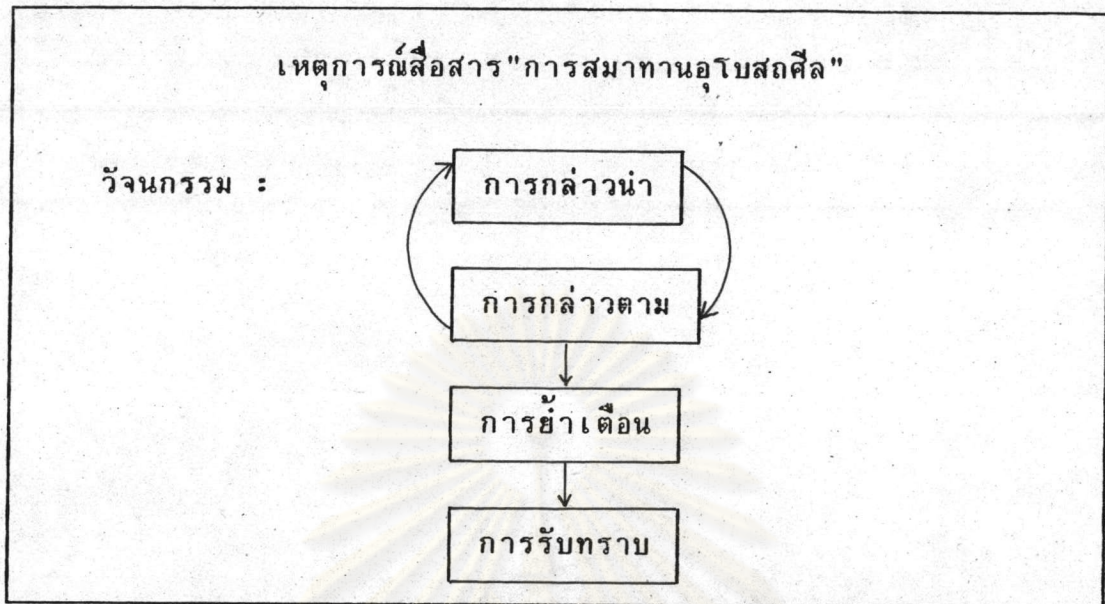 เหตุการณ์สื่อสาร"การสมาทานอุโบสถศีล"
วัจนกรรม :
การกล่าวนำ
การกล่าวตาม
การย้ำเตือน
การรับทราบ